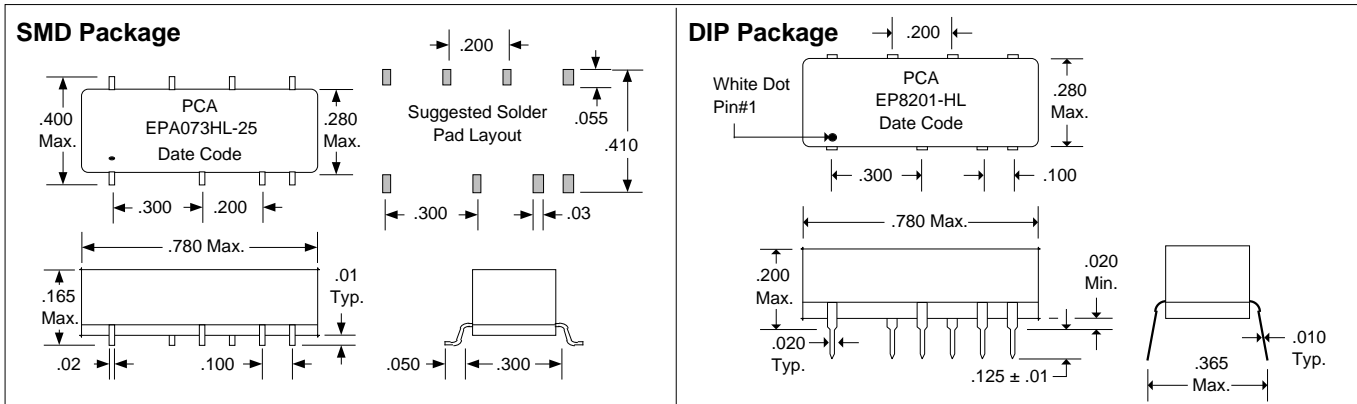 SMD Package
.400
Max.
PCA
EPA073HL-25
Date Code
.280
Max.
.300
.200
.200
Suggested Solder
Pad Layout
.055
.410
.300
.03
.780 Max.
.165
Max.
.01
Typ.
.02
.100
.050
.300
DIP Package
.200
White Dot
Pin#1
PCA
EP8201-HL
Date Code
.280
Max.
.300
.100
.780 Max.
.200
Max.
.020
Min.
.020
Typ.
.125 ± .01
.010
Typ.
.365
Max.